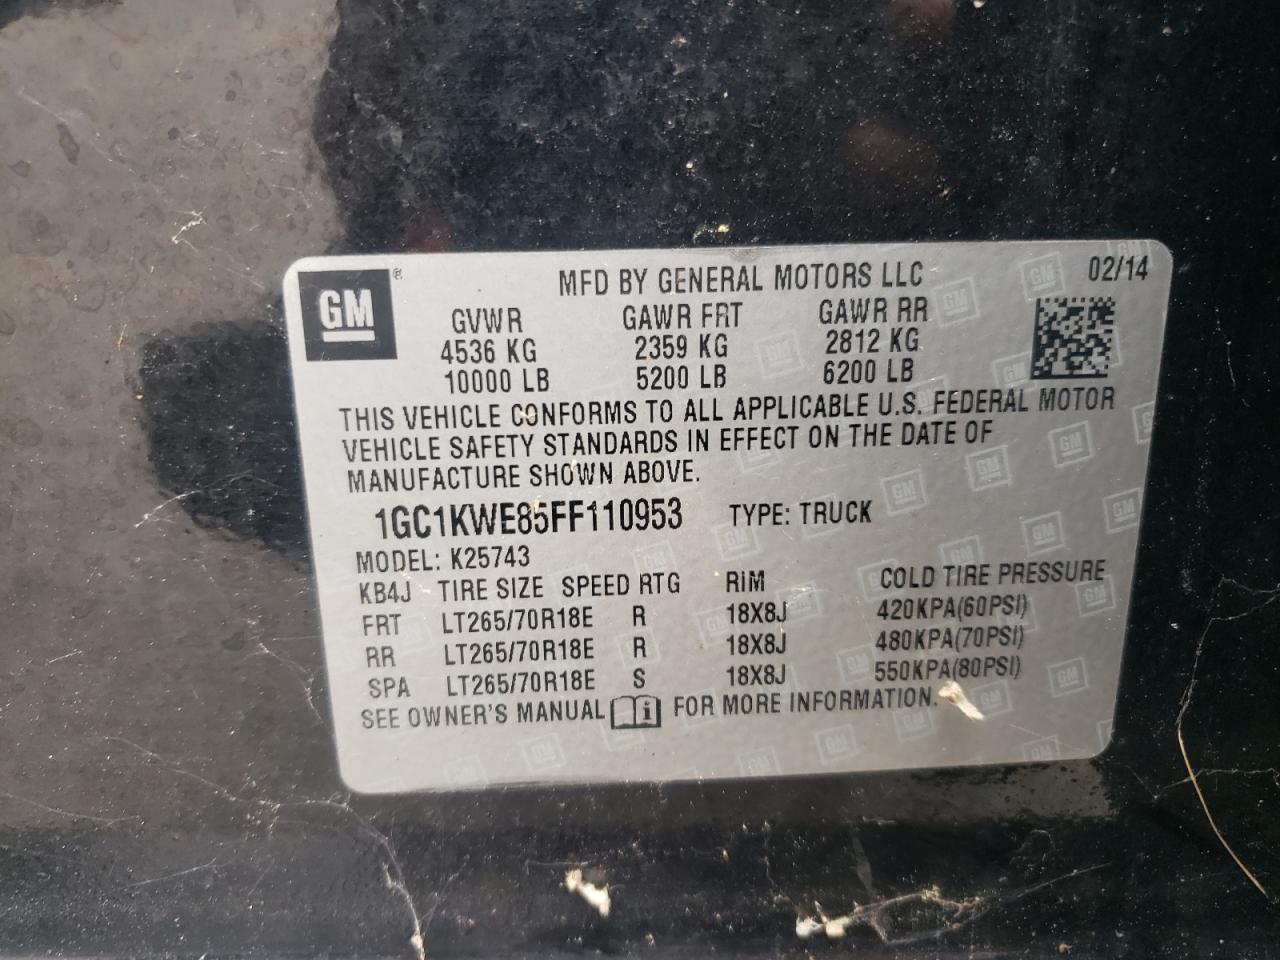 GM ® MFD BY GENERAL MOTORS LLC 02/14
GVWR GAWR FRT GAWR RR
4536 KG 2359 KG 2812 KG
10000 LB 5200 LB 6200 LB
THIS VEHICLE CONFORMS TO ALL APPLICABLE U.S. FEDERAL MOTOR
VEHICLE SAFETY STANDARDS IN EFFECT ON THE DATE OF
MANUFACTURE SHOWN ABOVE.
1GC1KWE85FF110953 TYPE: TRUCK
MODEL: K25743
KB4J TIRE SIZE SPEED RTG RIM COLD TIRE PRESSURE
FRT LT265/70R18E R 18X8J 420KPA(60PSI)
RR LT265/70R18E R 18X8J 480KPA(70PSI)
SPA LT265/70R18E S 18X8J 550KPA(80PSI)
SEE OWNER'S MANUAL i FOR MORE INFORMATION.